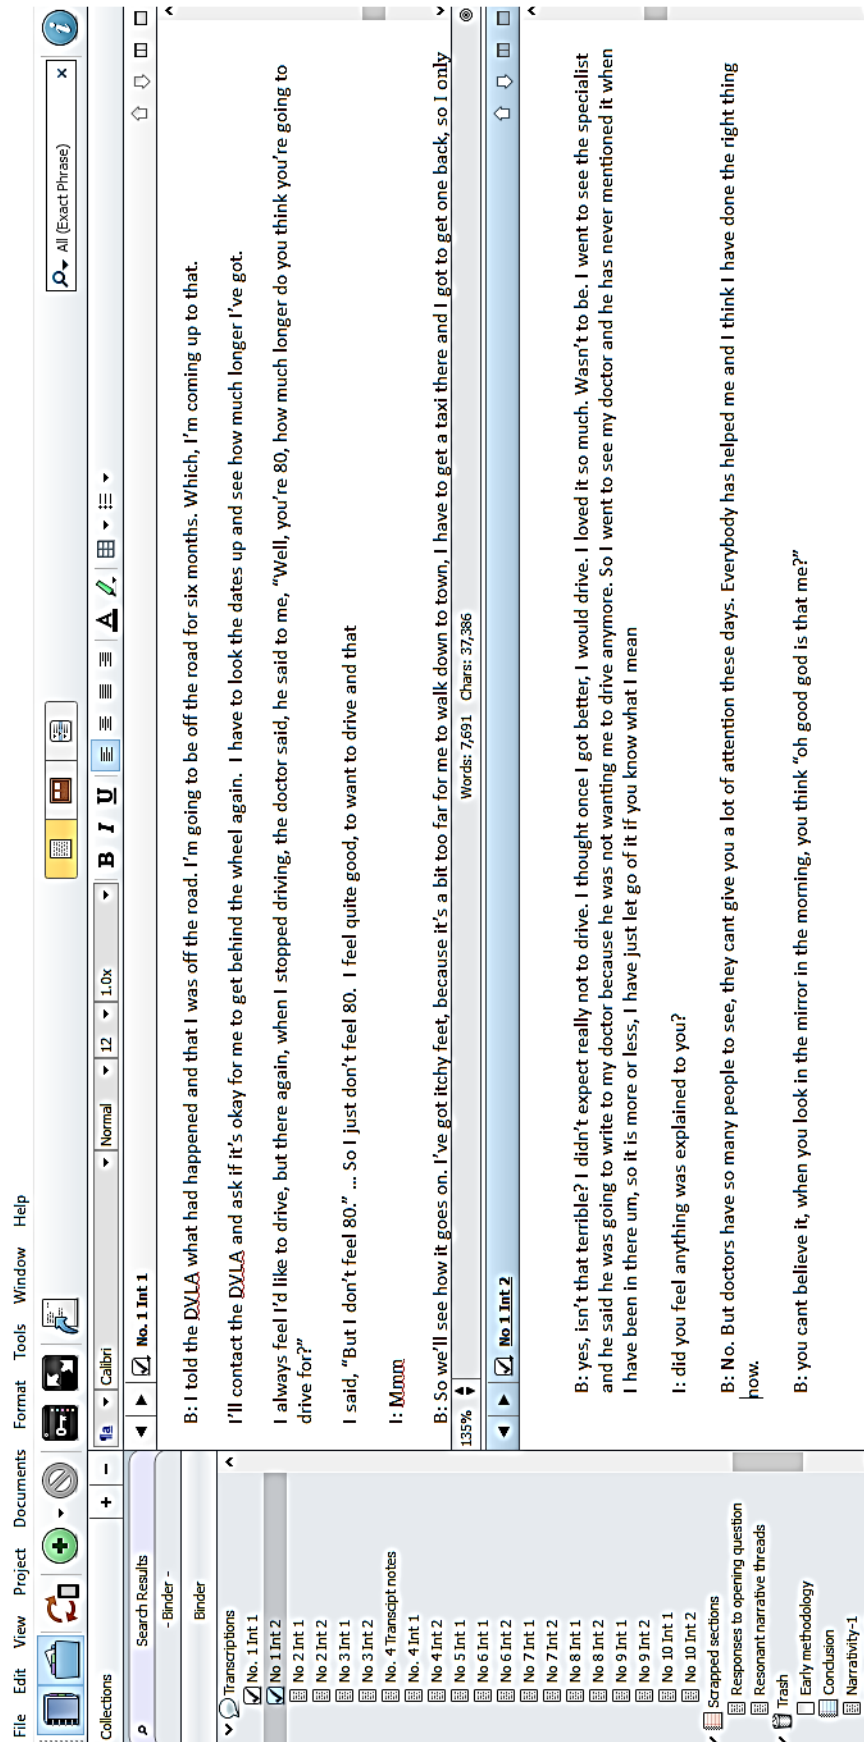 File Edit View Project Documents Format Tools Window Help
All (Exact Phrase)
Collections
Calibri Normal 12 1.0x B I U A
Search Results
- Binder -
Binder
Transcriptions
No. 1 Int 1
No 1 Int 2
No 2 Int 1
No 2 Int 2
No 3 Int 1
No 3 Int 2
No. 4 Transcipt notes
No. 4 Int 1
No 4 Int 2
No 5 Int 1
No 6 Int 1
No 6 Int 2
No 7 Int 1
No 7 Int 2
No 8 Int 1
No 8 Int 2
No 9 Int 1
No 9 Int 2
No 10 Int 1
No 10 Int 2
Scrapped sections
Responses to opening question
Resonant narrative threads
Trash
Early methodology
Conclusion
Narrativity-1
No. 1 Int 1
B: I told the DVLA what had happened and that I was off the road. I'm going to be off the road for six months. Which, I'm coming up to that.
I'll contact the DVLA and ask if it's okay for me to get behind the wheel again. I have to look the dates up and see how much longer I've got.
I always feel I'd like to drive, but there again, when I stopped driving, the doctor said, he said to me, "Well, you're 80, how much longer do you think you're going to
drive for?"
I said, "But I don't feel 80." ... So I just don't feel 80. I feel quite good, to want to drive and that
I: Mmm
B: So we'll see how it goes on. I've got itchy feet, because it's a bit too far for me to walk down to town, I have to get a taxi there and I got to get one back, so I only
135% Words: 7,691 Chars: 37,386
No 1 Int 2
B: yes, isn't that terrible? I didn't expect really not to drive. I thought once I got better, I would drive. I loved it so much. Wasn't to be. I went to see the specialist
and he said he was going to write to my doctor because he was not wanting me to drive anymore. So I went to see my doctor and he has never mentioned it when
I have been in there um, so it is more or less, I have just let go of it if you know what I mean
I: did you feel anything was explained to you?
B: No. But doctors have so many people to see, they cant give you a lot of attention these days. Everybody has helped me and I think I have done the right thing
now.
B: you cant believe it, when you look in the mirror in the morning, you think "oh good god is that me?"